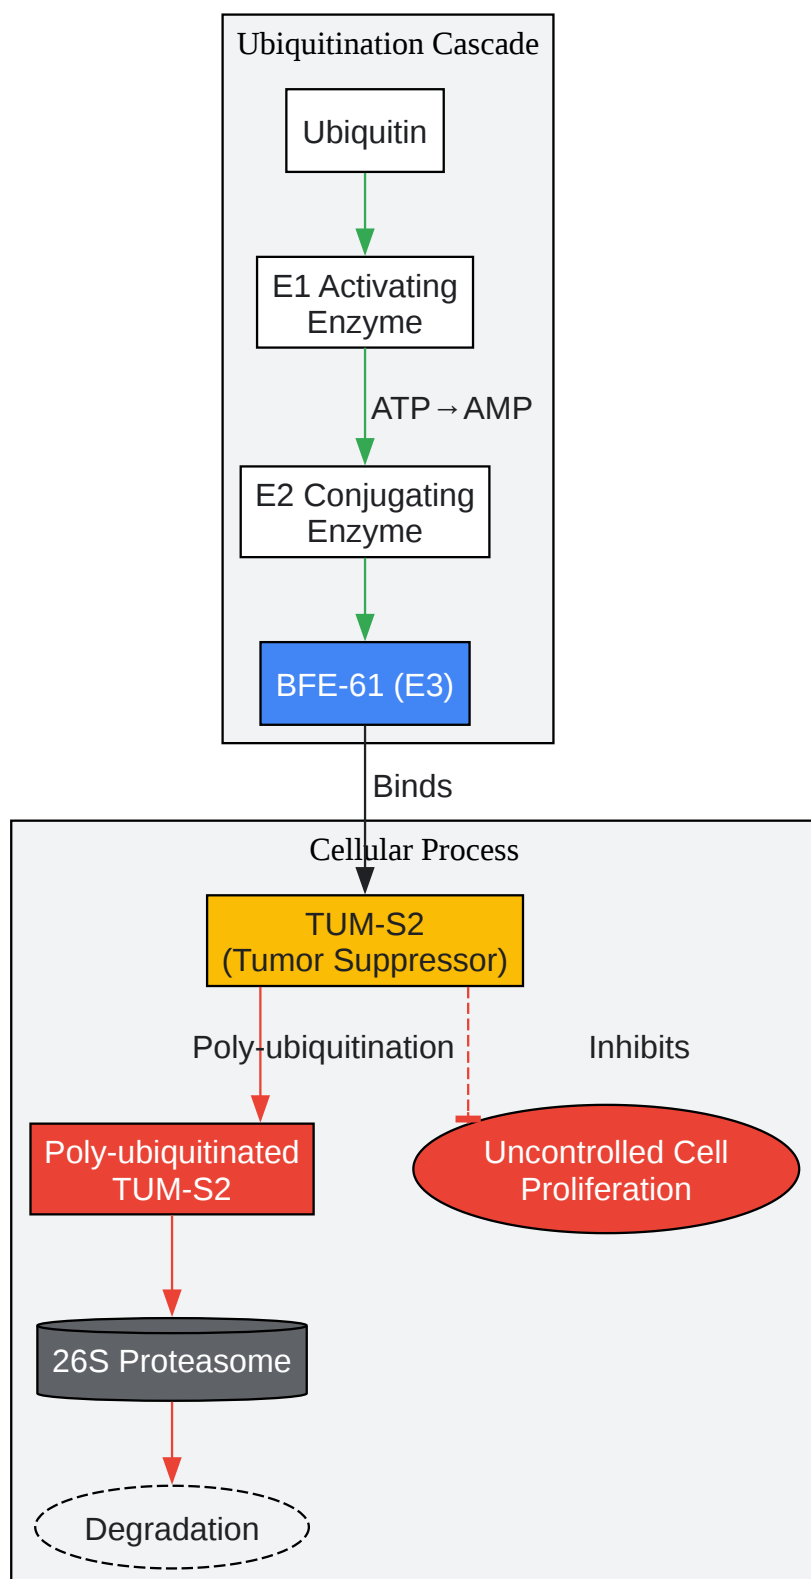 Ubiquitination Cascade
Ubiquitin
E1 Activating
Enzyme
ATP→AMP
E2 Conjugating
Enzyme
BFE-61 (E3)
Binds
Cellular Process
TUM-S2
(Tumor Suppressor)
Poly-ubiquitination
Inhibits
Poly-ubiquitinated
TUM-S2
Uncontrolled Cell
Proliferation
26S Proteasome
Degradation